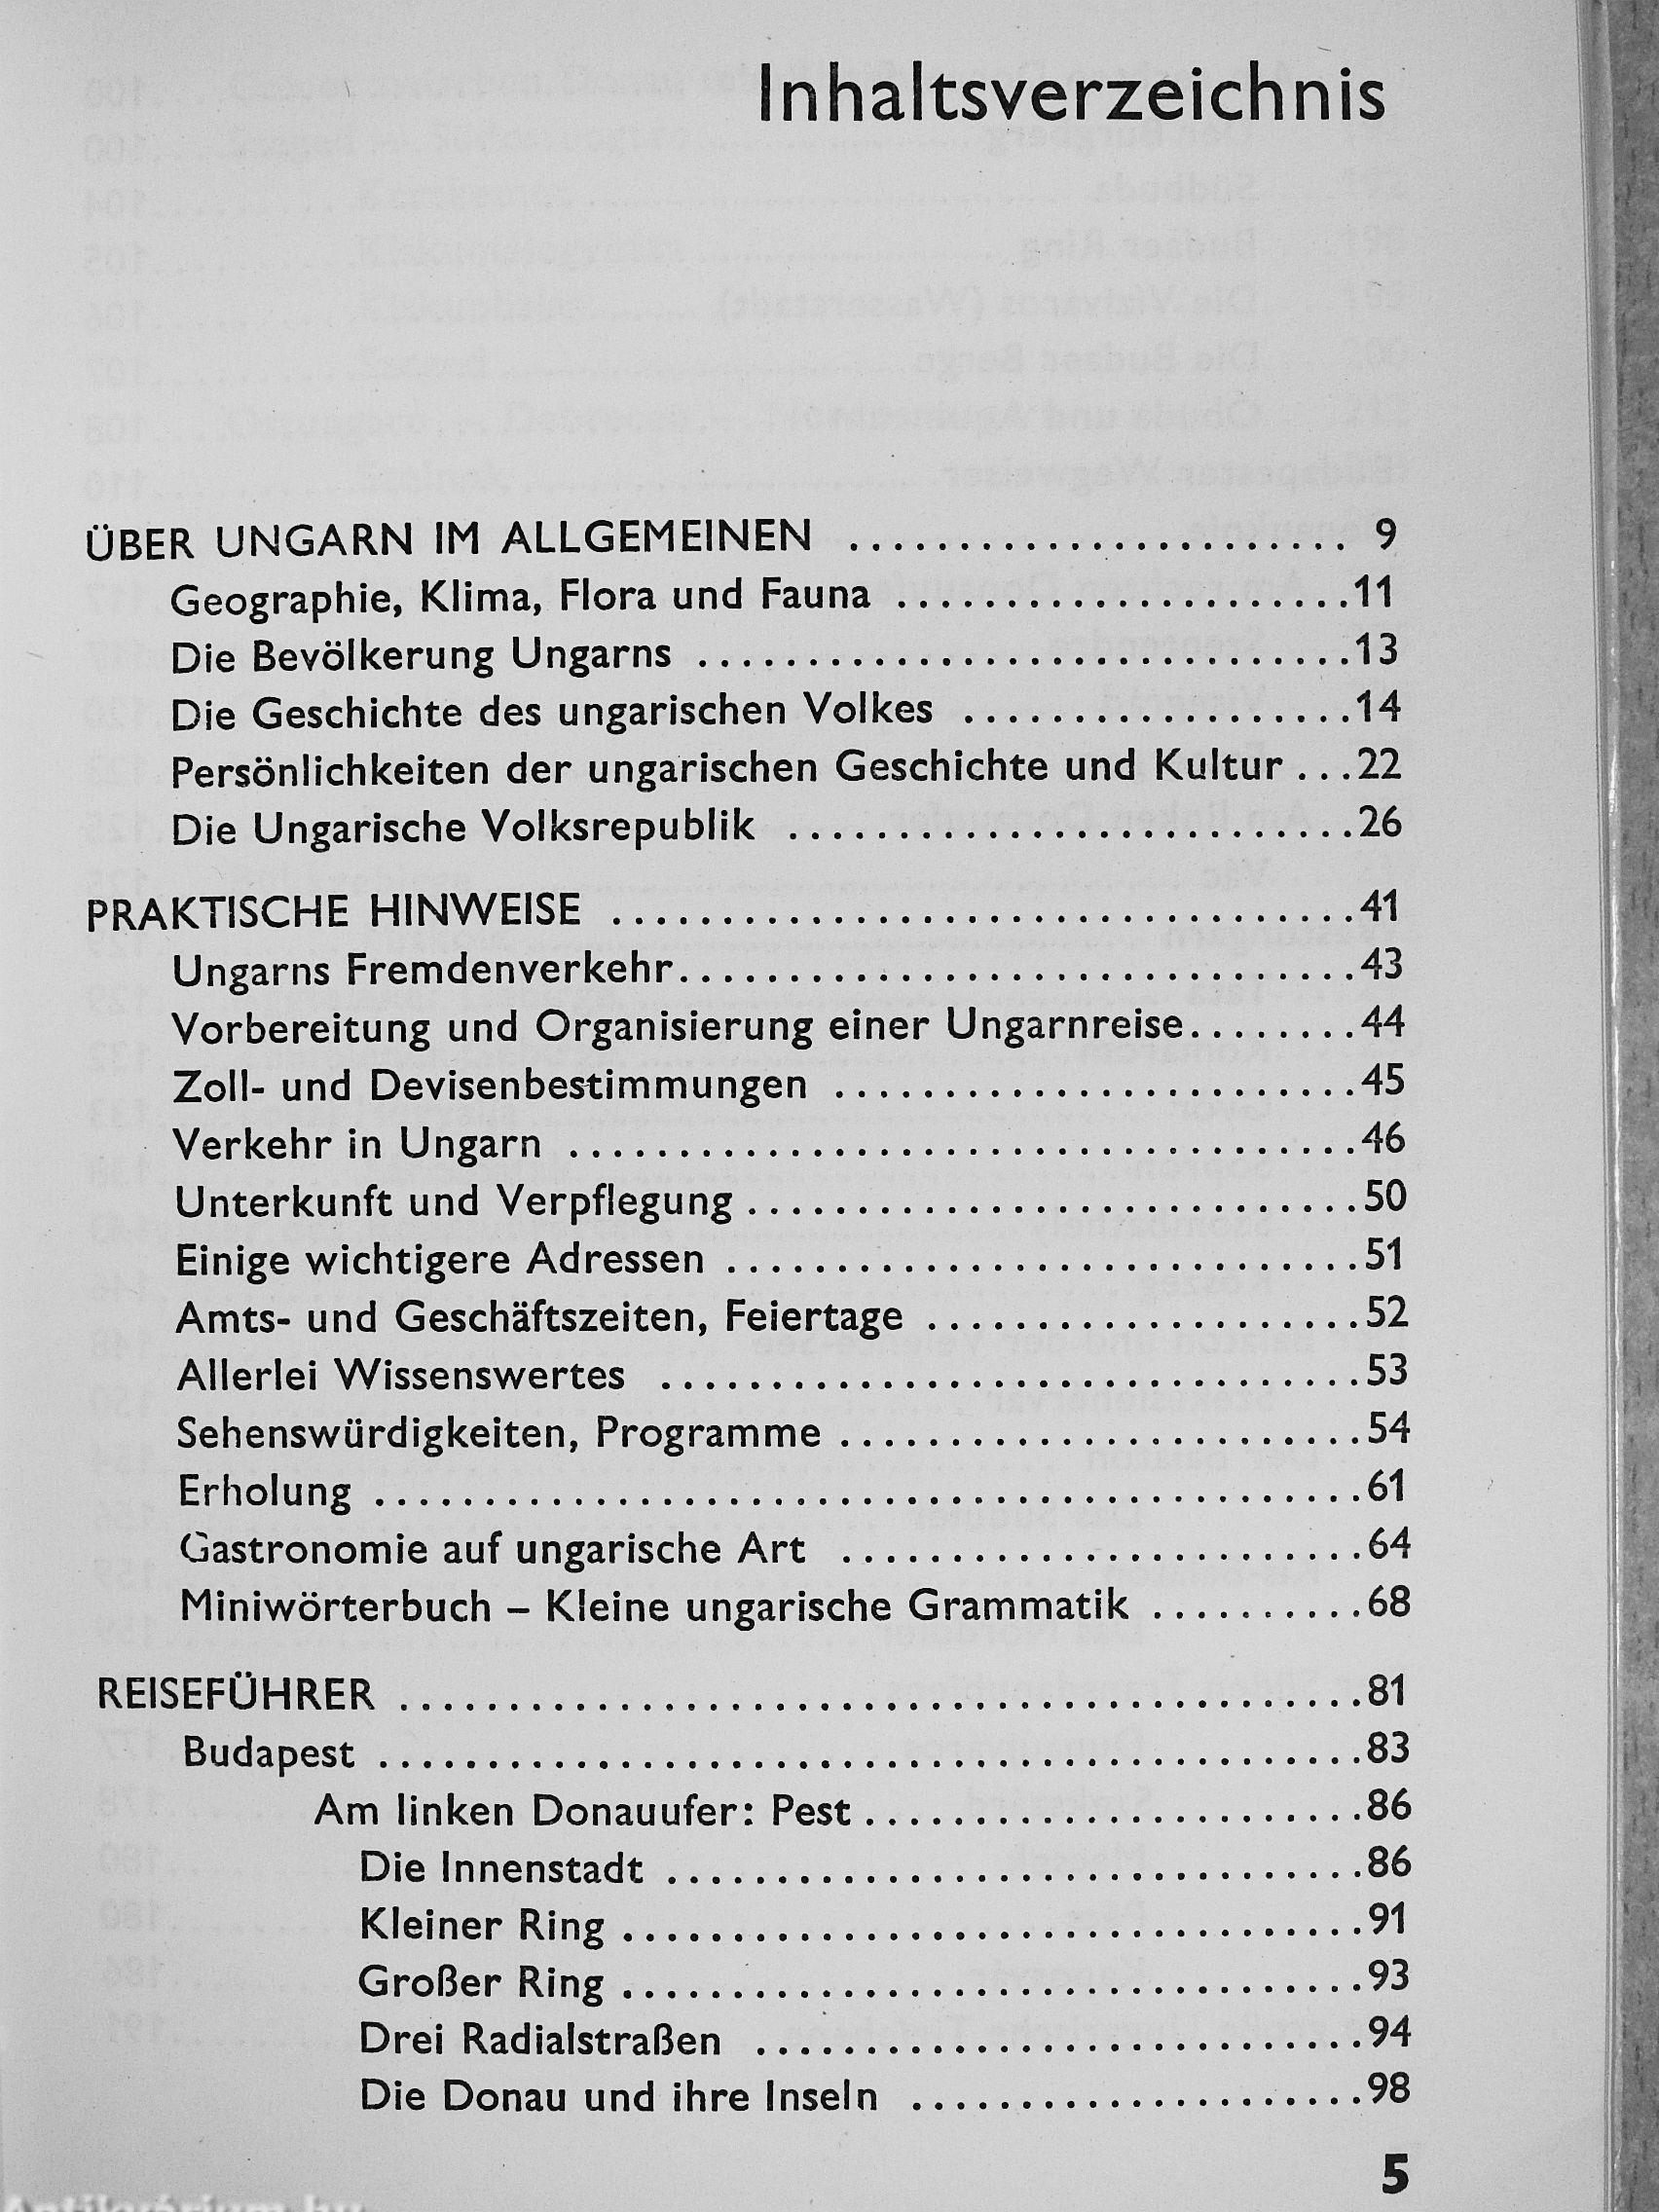 Inhaltsverzeichnis
ÜBER UNGARN IM ALLGEMEINEN ....................... 9
Geographie, Klima, Flora und Fauna .....................11
Die Bevölkerung Ungarns ..............................13
Die Geschichte des ungarischen Volkes ..................14
Persönlichkeiten der ungarischen Geschichte und Kultur ...22
Die Ungarische Volksrepublik ..........................26
PRAKTISCHE HINWEISE ..................................41
Ungarns Fremdenverkehr...............................43
Vorbereitung und Organisierung einer Ungarnreise........44
Zoll- und Devisenbestimmungen ........................45
Verkehr in Ungarn ....................................46
Unterkunft und Verpflegung ............................50
Einige wichtigere Adressen .............................51
Amts- und Geschäftszeiten, Feiertage ....................52
Allerlei Wissenswertes ................................53
Sehenswürdigkeiten, Programme ........................54
Erholung .............................................61
Gastronomie auf ungarische Art ........................64
Miniwörterbuch – Kleine ungarische Grammatik ..........68
REISEFÜHRER ............................................81
Budapest .............................................83
Am linken Donauufer: Pest .......................86
Die Innenstadt ................................86
Kleiner Ring ..................................91
Großer Ring ..................................93
Drei Radialstraßen ............................94
Die Donau und ihre Inseln .....................98
5